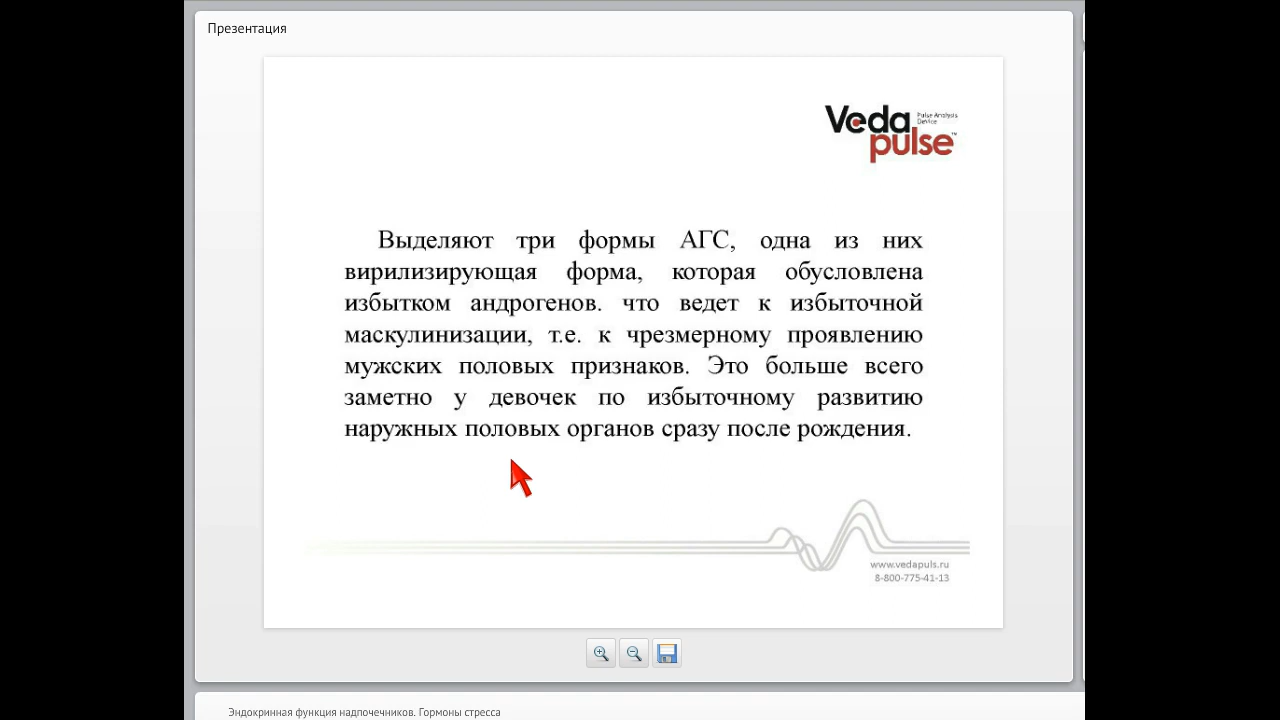 Презентация
Veda Pulse Analysis
Device
pulse™
Выделяют три формы АГС, одна из них
вирилизирующая форма, которая обусловлена
избытком андрогенов. что ведет к избыточной
маскулинизации, т.е. к чрезмерному проявлению
мужских половых признаков. Это больше всего
заметно у девочек по избыточному развитию
наружных половых органов сразу после рождения.
www.vedapuls.ru
8-800-775-41-13
Эндокринная функция надпочечников. Гормоны стресса